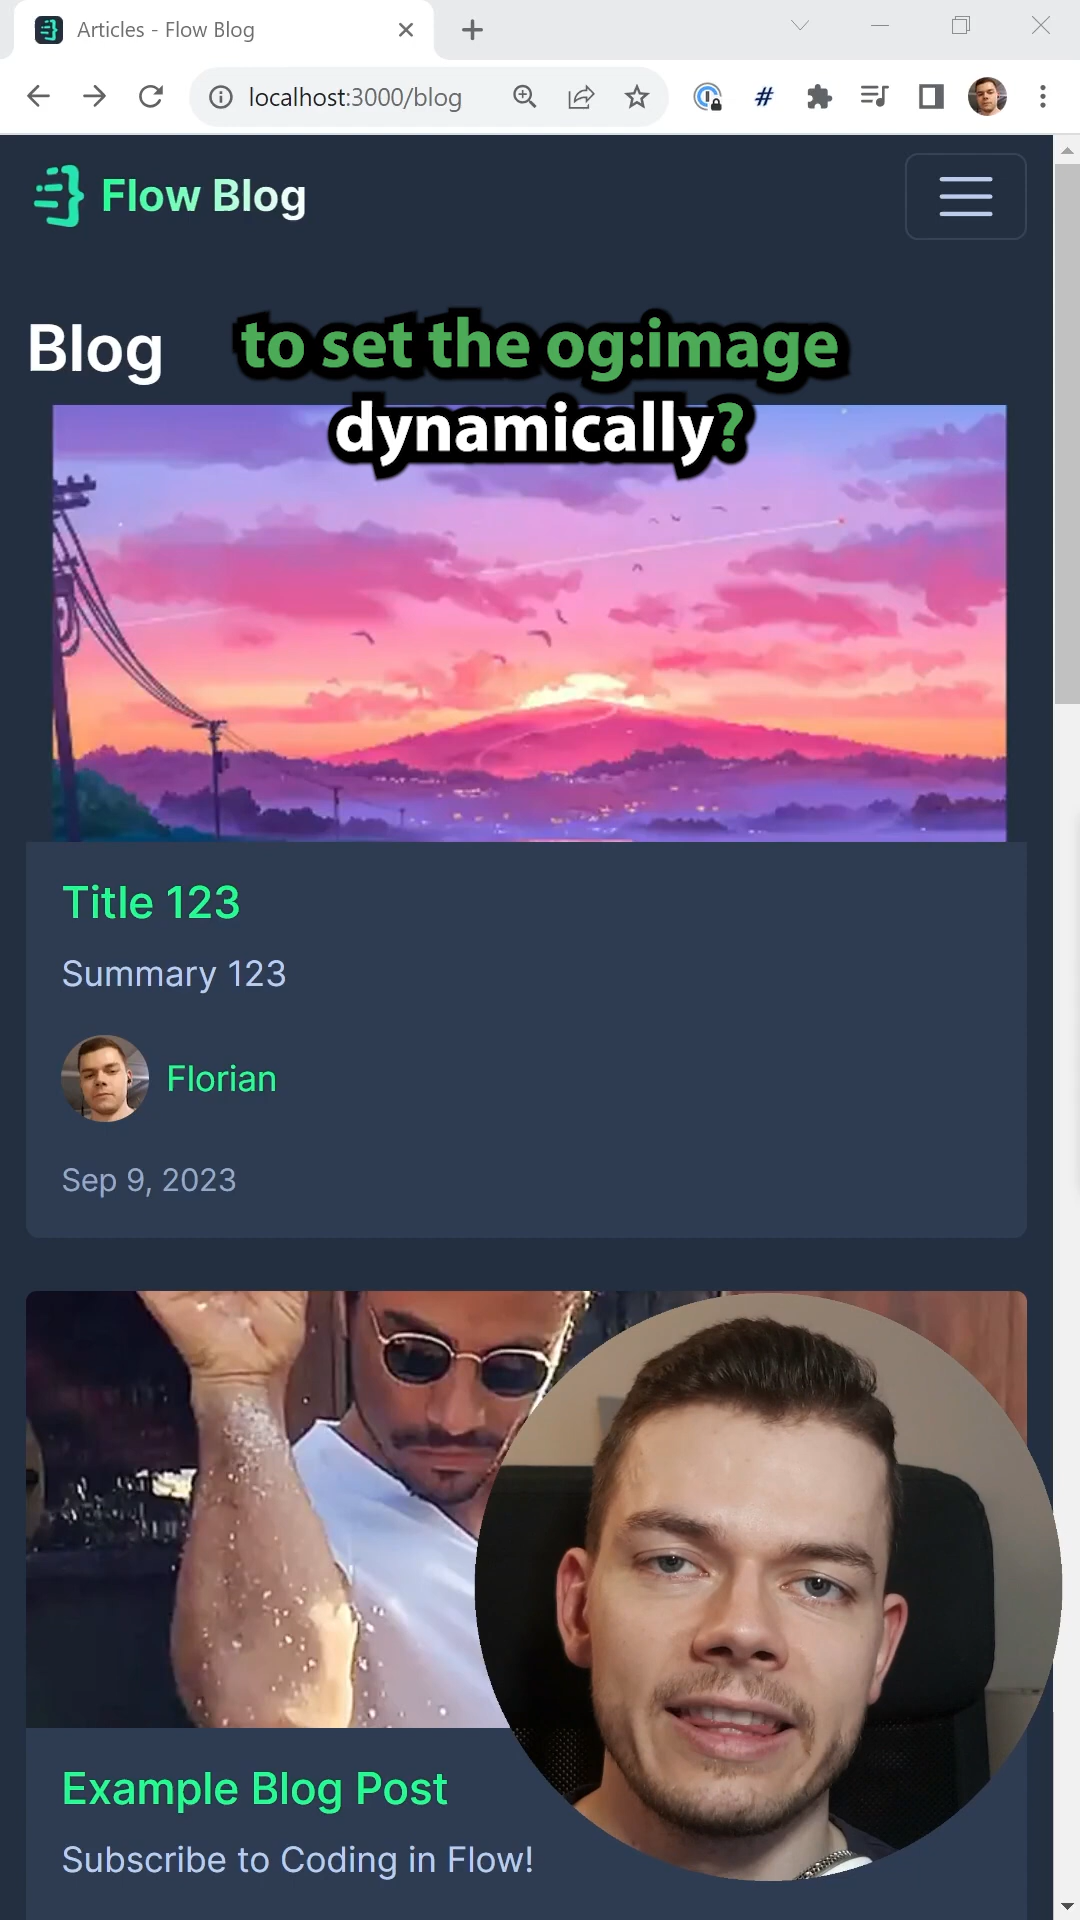 Articles - Flow Blog
localhost:3000/blog
#
Flow Blog
Blog
to set the og:image
dynamically?
Title 123
Summary 123
Florian
Sep 9, 2023
Example Blog Post
Subscribe to Coding in Flow!